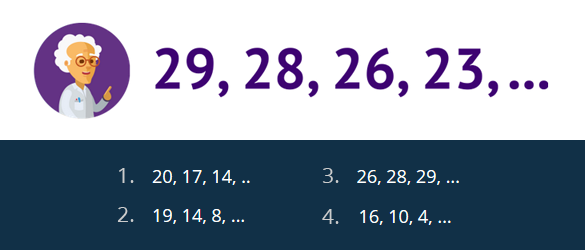 29, 28, 26, 23, ...
1. 20, 17, 14, ..
2. 19, 14, 8, ...
3. 26, 28, 29, ...
4. 16, 10, 4, ...